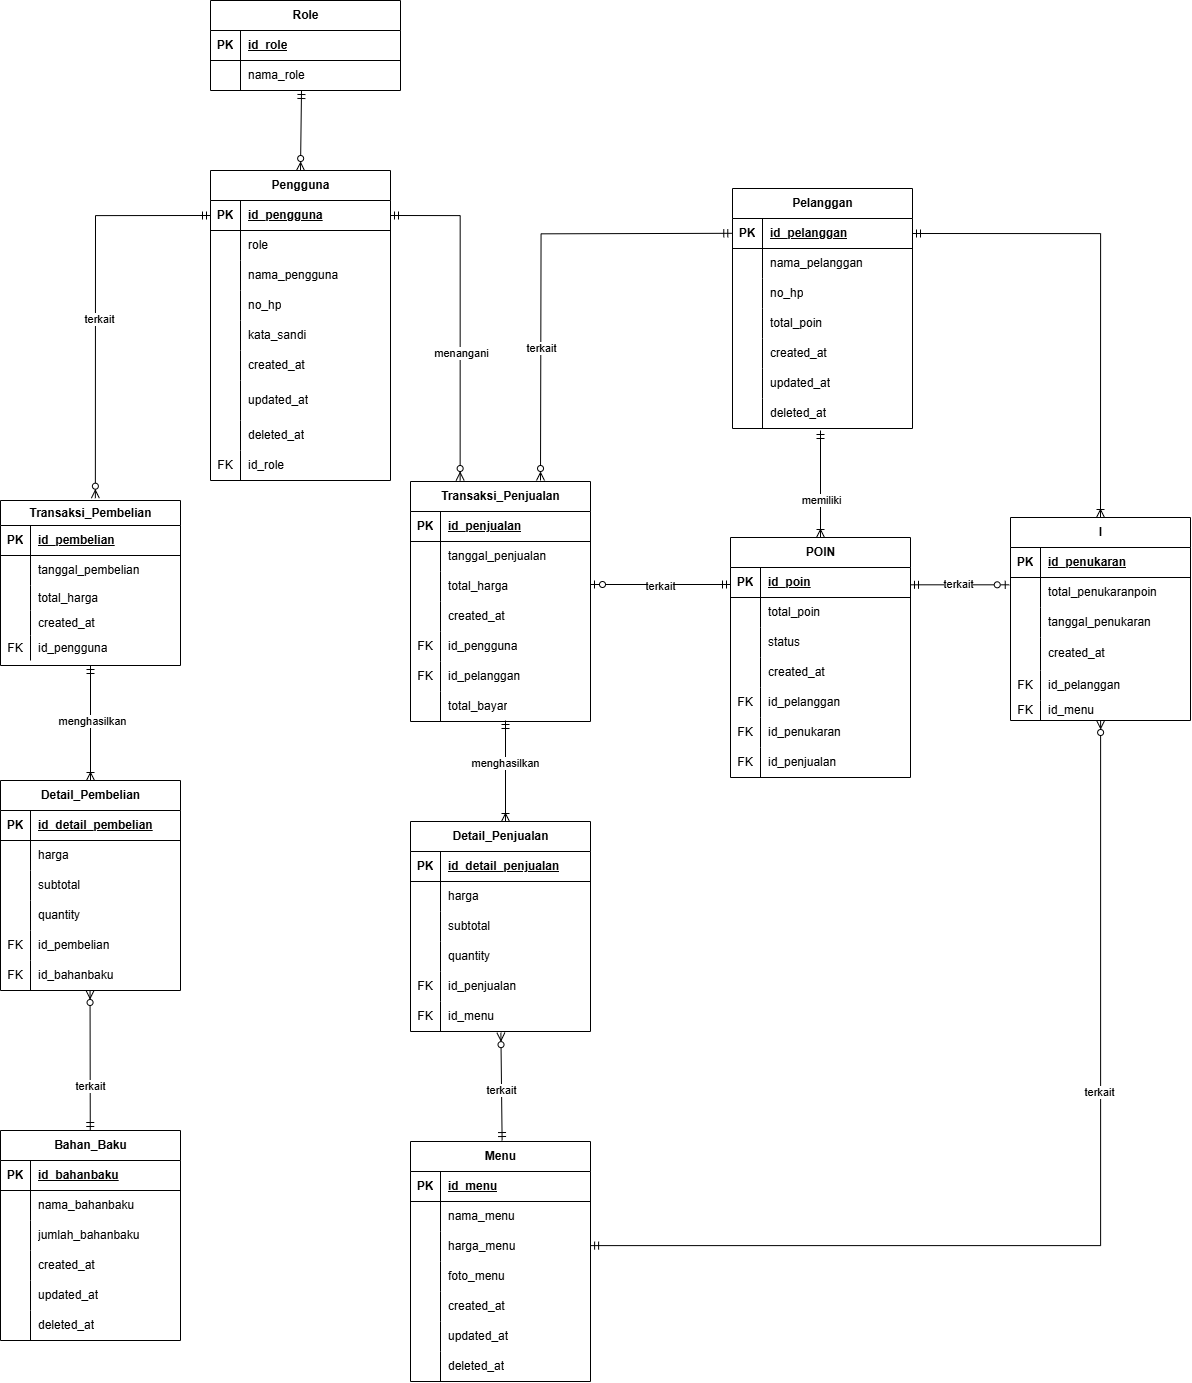 Role
PK id_role
nama_role
Pengguna
PK id_pengguna
role
nama_pengguna
no_hp
kata_sandi
created_at
updated_at
deleted_at
FK id_role
terkait
menangani
terkait
Pelanggan
PK id_pelanggan
nama_pelanggan
no_hp
total_poin
created_at
updated_at
deleted_at
memiliki
Transaksi_Pembelian
PK id_pembelian
tanggal_pembelian
total_harga
created_at
FK id_pengguna
menghasilkan
Transaksi_Penjualan
PK id_penjualan
tanggal_penjualan
total_harga
created_at
FK id_pengguna
FK id_pelanggan
total_bayar
menghasilkan
terkait
POIN
PK id_poin
total_poin
status
created_at
FK id_pelanggan
FK id_penukaran
FK id_penjualan
terkait
I
PK id_penukaran
total_penukaranpoin
tanggal_penukaran
created_at
FK id_pelanggan
FK id_menu
Detail_Pembelian
PK id_detail_pembelian
harga
subtotal
quantity
FK id_pembelian
FK id_bahanbaku
terkait
Detail_Penjualan
PK id_detail_penjualan
harga
subtotal
quantity
FK id_penjualan
FK id_menu
terkait
terkait
Bahan_Baku
PK id_bahanbaku
nama_bahanbaku
jumlah_bahanbaku
created_at
updated_at
deleted_at
Menu
PK id_menu
nama_menu
harga_menu
foto_menu
created_at
updated_at
deleted_at